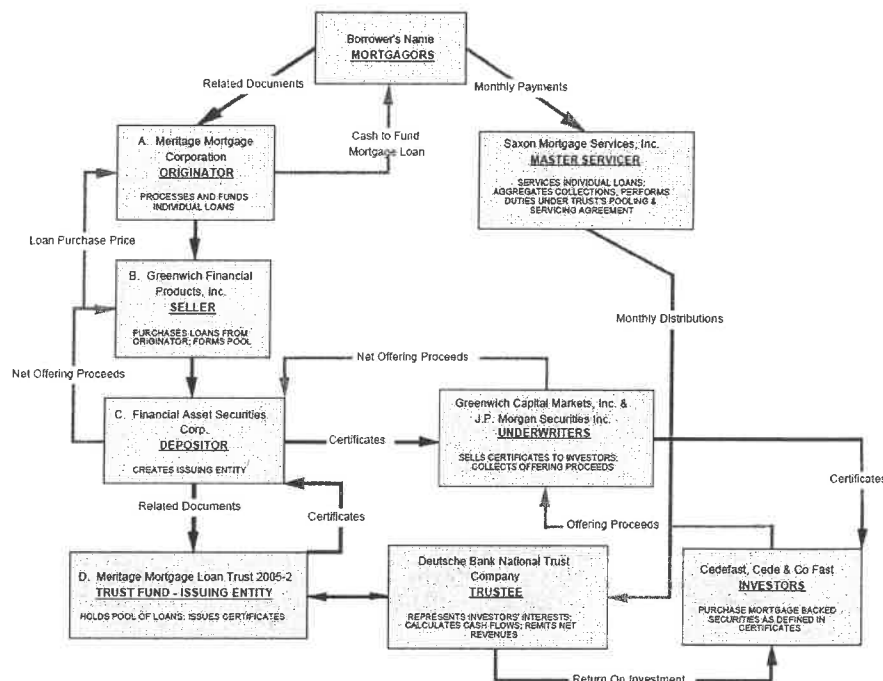 Borrower's Name
MORTGAGORS
Related Documents
Monthly Payments
A. Meritage Mortgage
Corporation
ORIGINATOR
PROCESSES AND FUNDS
INDIVIDUAL LOANS
Cash to Fund
Mortgage Loan
Saxon Mortgage Services, Inc.
MASTER SERVICER
SERVICES INDIVIDUAL LOANS;
AGGREGATES COLLECTIONS, PERFORMS
DUTIES UNDER TRUST'S POOLING &
SERVICING AGREEMENT
Loan Purchase Price
B. Greenwich Financial
Products, Inc.
SELLER
PURCHASES LOANS FROM
ORIGINATOR; FORMS POOL
Monthly Distributions
Net Offering Proceeds
Net Offering Proceeds
C. Financial Asset Securities
Corp.
DEPOSITOR
CREATES ISSUING ENTITY
Certificates
Greenwich Capital Markets, Inc. &
J.P. Morgan Securities Inc.
UNDERWRITERS
SELLS CERTIFICATES TO INVESTORS;
COLLECTS OFFERING PROCEEDS
Certificates
Related Documents
Certificates
Offering Proceeds
D. Meritage Mortgage Loan Trust 2005-2
TRUST FUND - ISSUING ENTITY
HOLDS POOL OF LOANS; ISSUES CERTIFICATES
Deutsche Bank National Trust
Company
TRUSTEE
REPRESENTS INVESTORS' INTERESTS;
CALCULATES CASH FLOWS; REMITS NET
REVENUES
Cedefast, Cede & Co Fast
INVESTORS
PURCHASE MORTGAGE BACKED
SECURITIES AS DEFINED IN
CERTIFICATES
Return On Investment